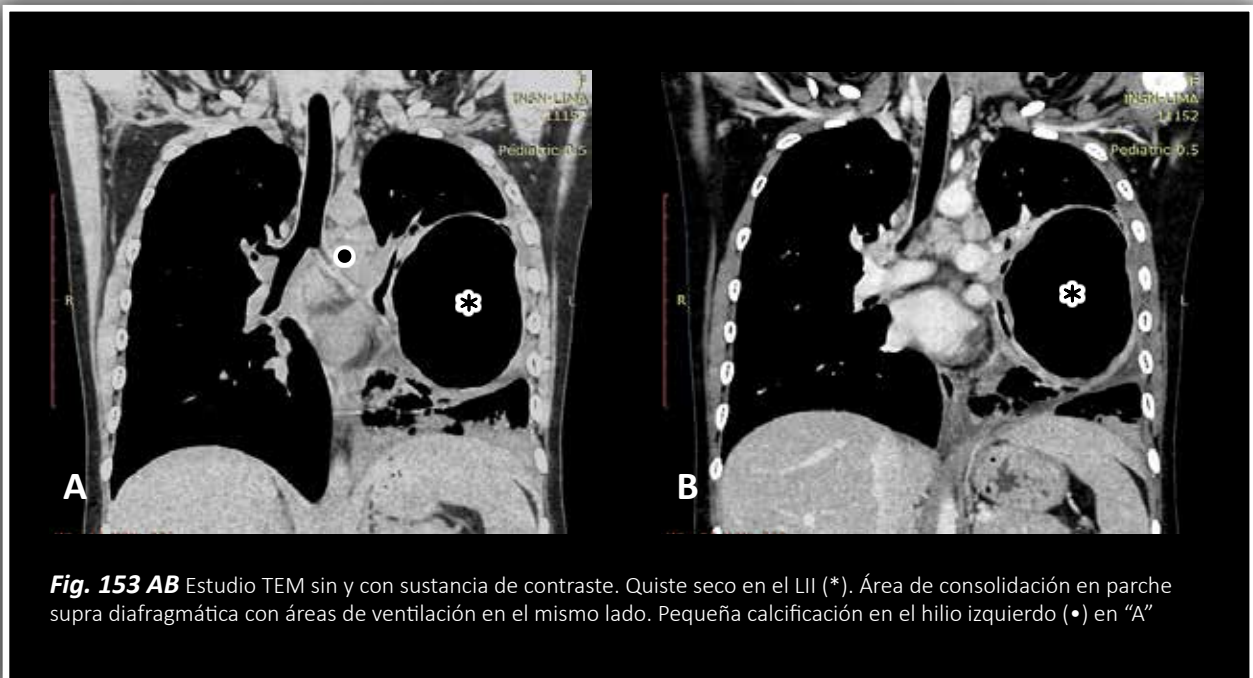 F
INSN-LIMA
11152
Pediatric 0.5
R
L
A
F
INSN-LIMA
11152
Pediatric 0.5
R
L
B
Fig. 153 AB Estudio TEM sin y con sustancia de contraste. Quiste seco en el LII (*). Área de consolidación en parche
supra diafragmática con áreas de ventilación en el mismo lado. Pequeña calcificación en el hilio izquierdo (•) en “A”